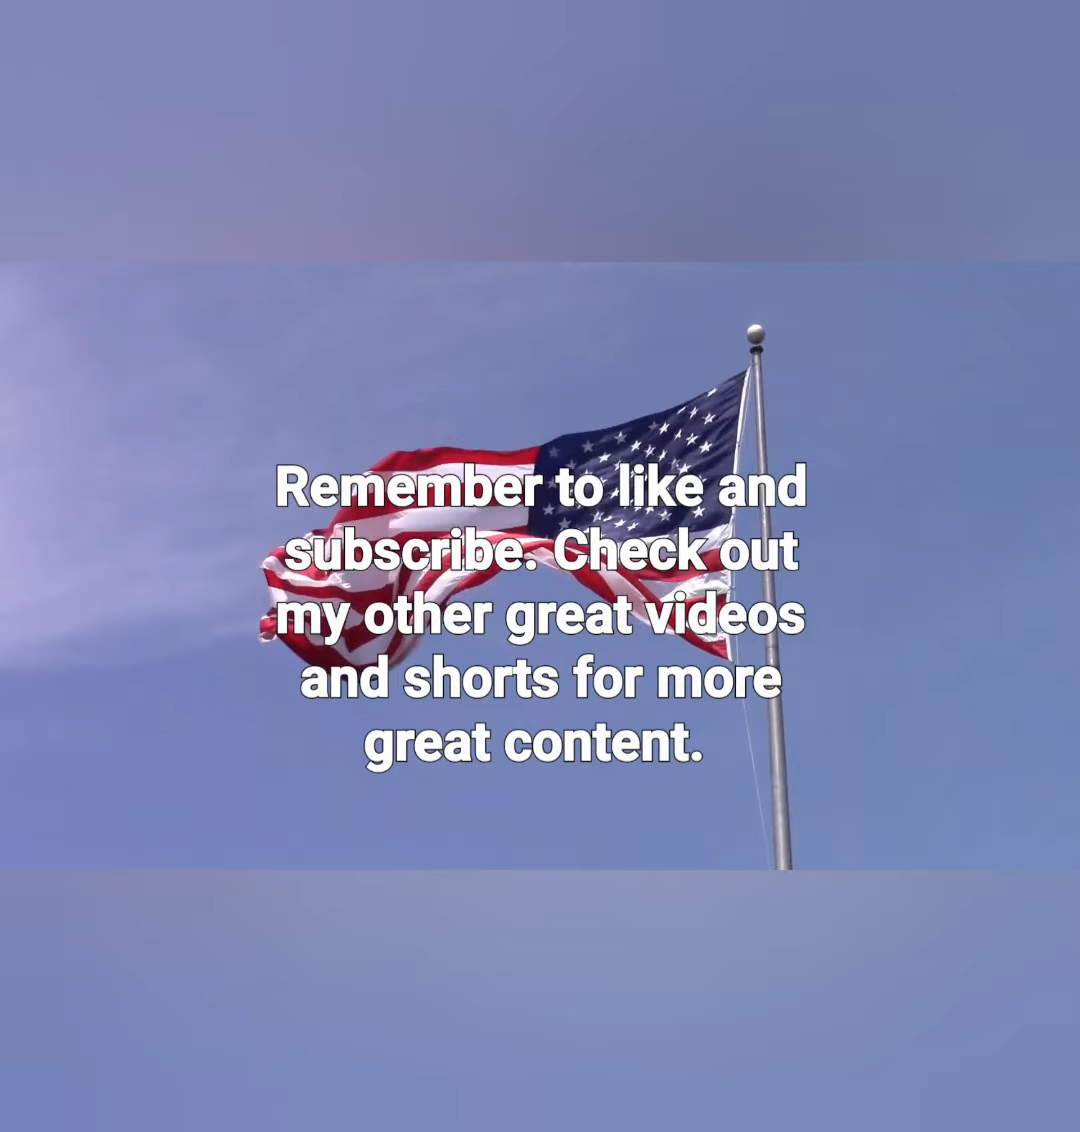 Remember to like and
subscribe. Check out
my other great videos
and shorts for more
great content.